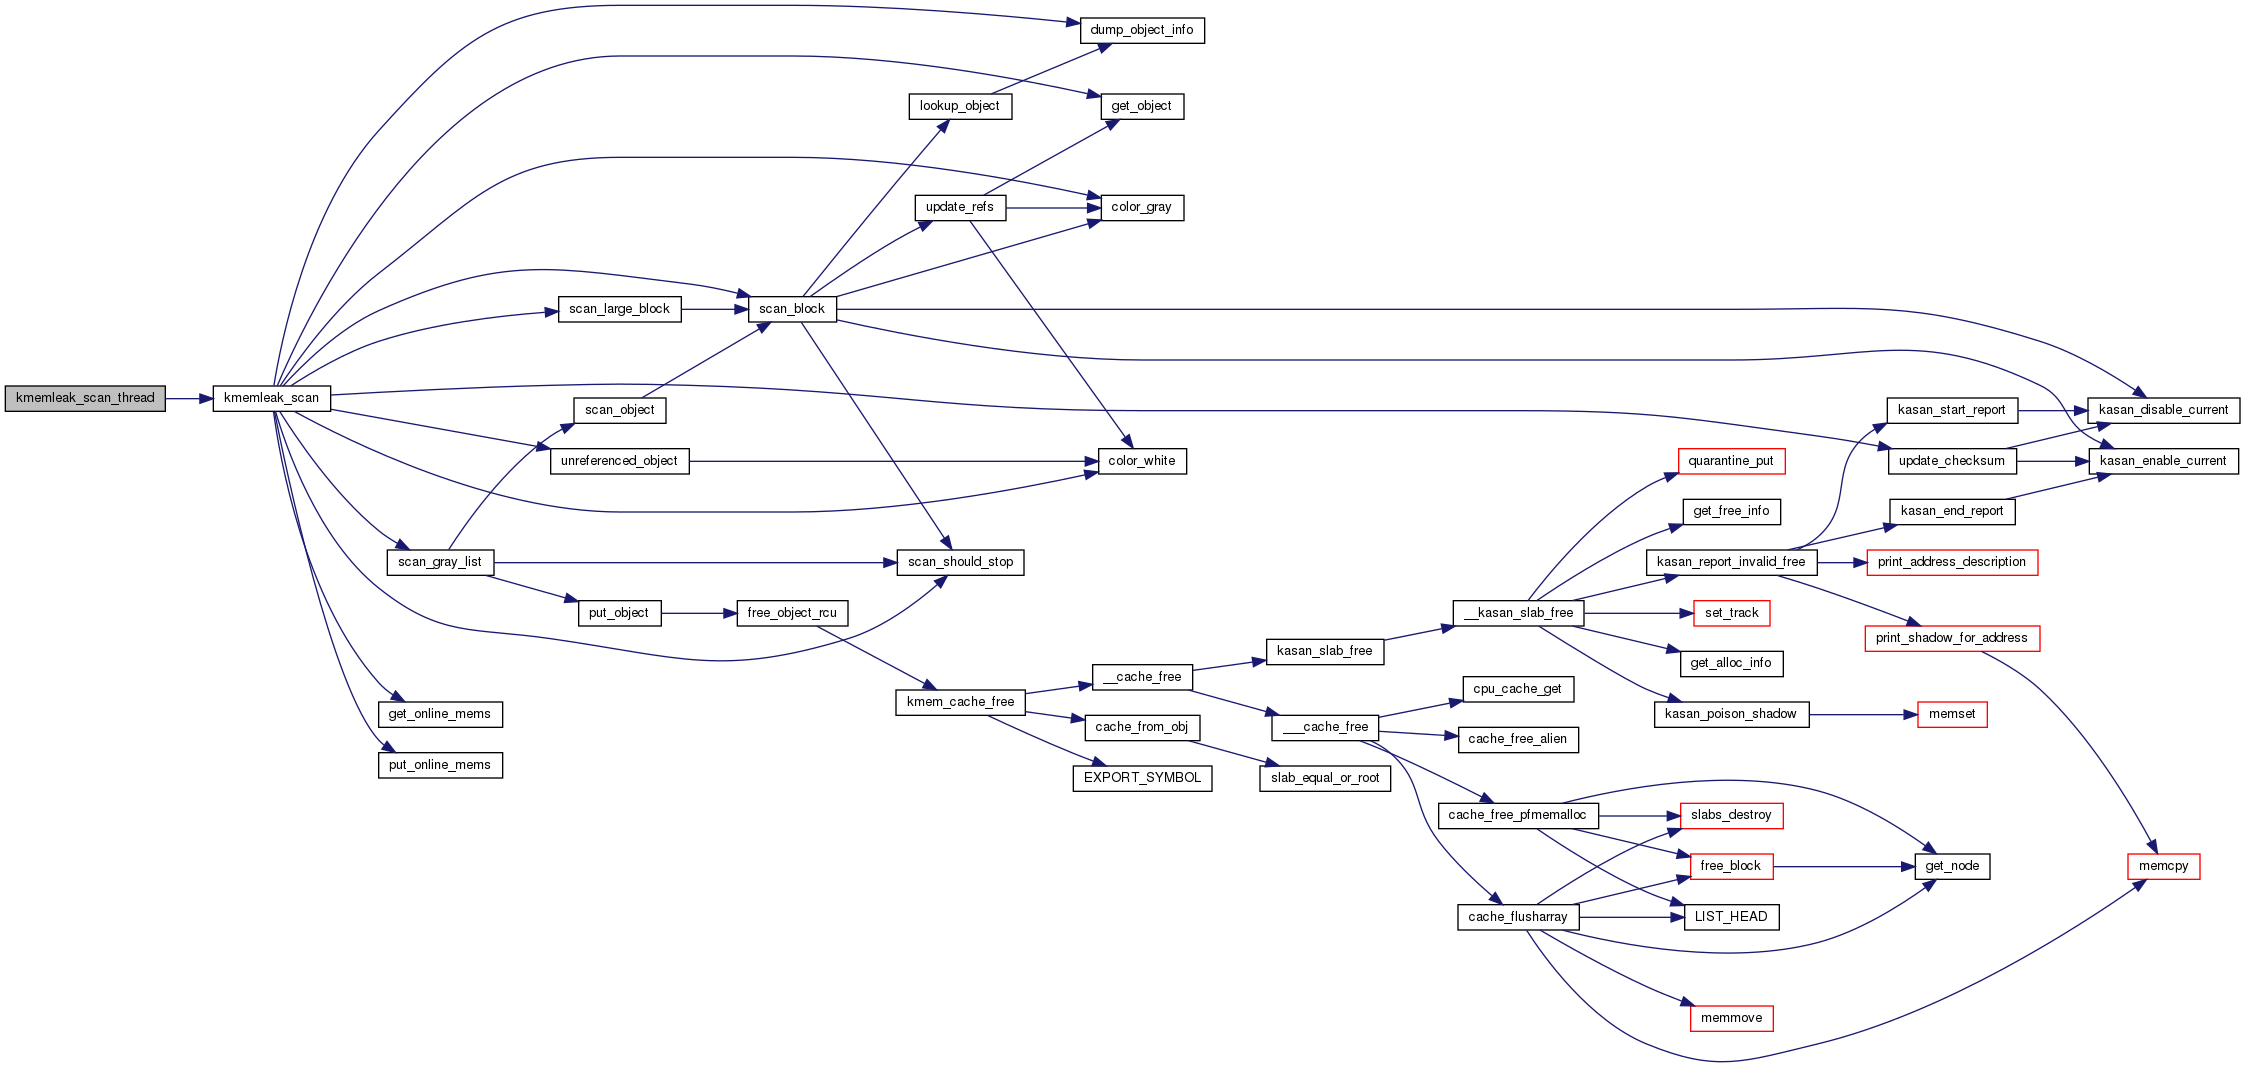 dump_object_info
lookup_object
get_object
update_refs
color_gray
scan_large_block
scan_block
kmemleak_scan_thread
kmemleak_scan
scan_object
kasan_start_report
kasan_disable_current
unreferenced_object
color_white
quarantine_put
update_checksum
kasan_enable_current
get_free_info
kasan_end_report
scan_gray_list
scan_should_stop
kasan_report_invalid_free
print_address_description
put_object
free_object_rcu
__kasan_slab_free
set_track
print_shadow_for_address
kasan_slab_free
get_alloc_info
__cache_free
cpu_cache_get
kmem_cache_free
get_online_mems
kasan_poison_shadow
memset
cache_from_obj
___cache_free
cache_free_alien
put_online_mems
EXPORT_SYMBOL
slab_equal_or_root
cache_free_pfmemalloc
slabs_destroy
free_block
get_node
memcpy
cache_flusharray
LIST_HEAD
memmove